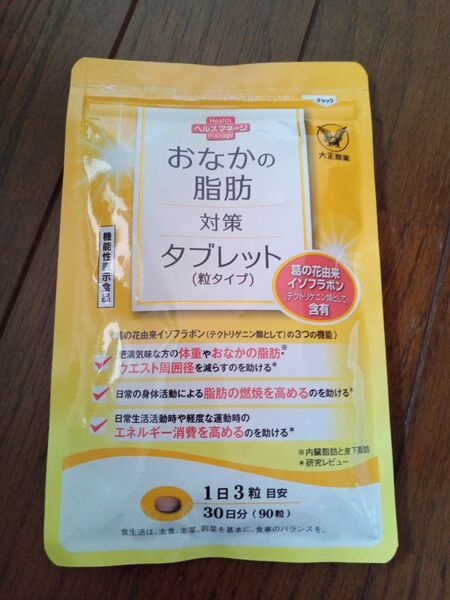 チャック
Health
ヘルスマネージ
manage
大正製薬
おなかの
脂肪
対策
タブレット
(粒タイプ)
機能性表示食品
葛の花由来
イソフラボン
(テクトリゲニン類として)
含有
(葛の花由来イソフラボン(テクトリゲニン類として)の3つの機能)
肥満気味な方の体重やおなかの脂肪※
ウエスト周囲径を減らすのを助ける*
日常の身体活動による脂肪の燃焼を高めるのを助ける*
日常生活活動時や軽度な運動時の
エネルギー消費を高めるのを助ける*
※内臓脂肪と皮下脂肪
*研究レビュー
1日3粒 目安
30日分(90粒)
食生活は、主食、主菜、副菜を基本に、食事のバランスを。